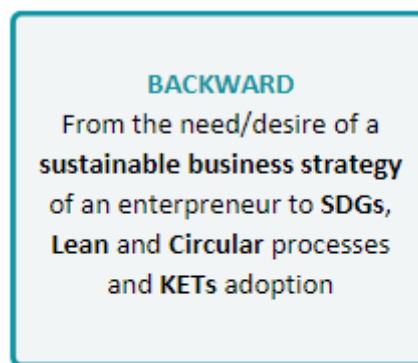 BACKWARD
From the need/desire of a
sustainable business strategy
of an enterpreneur to SDGs,
Lean and Circular processes
and KETs adoption